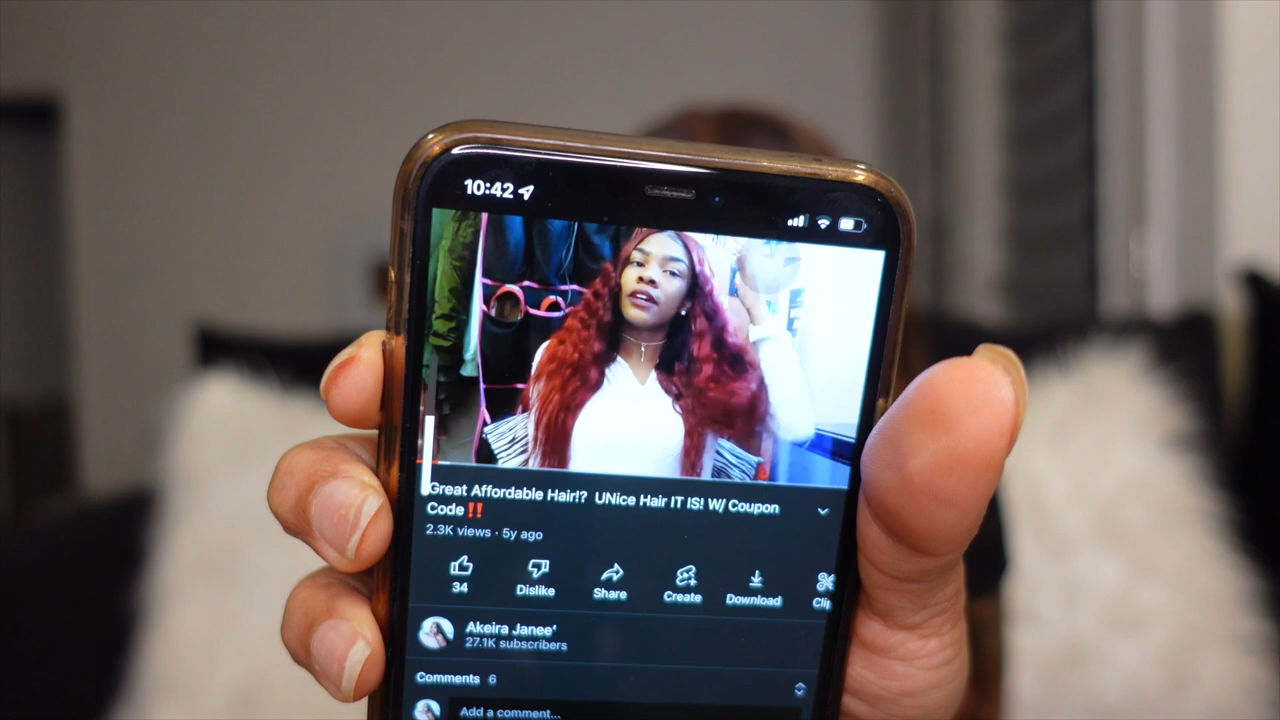 10:42
Great Affordable Hair!? UNice Hair IT IS! W/ Coupon
Code‼️
2.3K views · 5y ago
34
Dislike
Share
Create
Download
Clip
Akeira Janee'
27.1K subscribers
Comments 6
Add a comment...